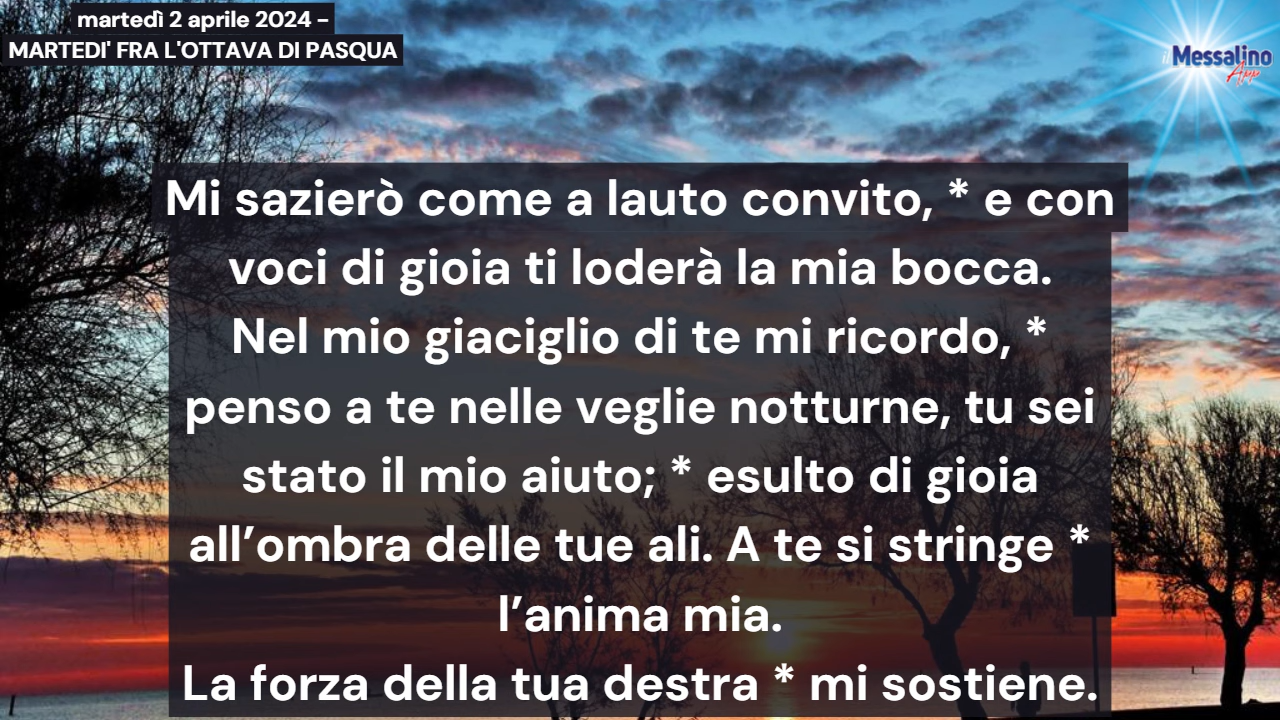 martedì 2 aprile 2024 –
MARTEDI' FRA L'OTTAVA DI PASQUA
Messalino
App
Mi sazierò come a lauto convito, * e con
voci di gioia ti loderà la mia bocca.
Nel mio giaciglio di te mi ricordo, *
penso a te nelle veglie notturne, tu sei
stato il mio aiuto; * esulto di gioia
all’ombra delle tue ali. A te si stringe *
l’anima mia.
La forza della tua destra * mi sostiene.